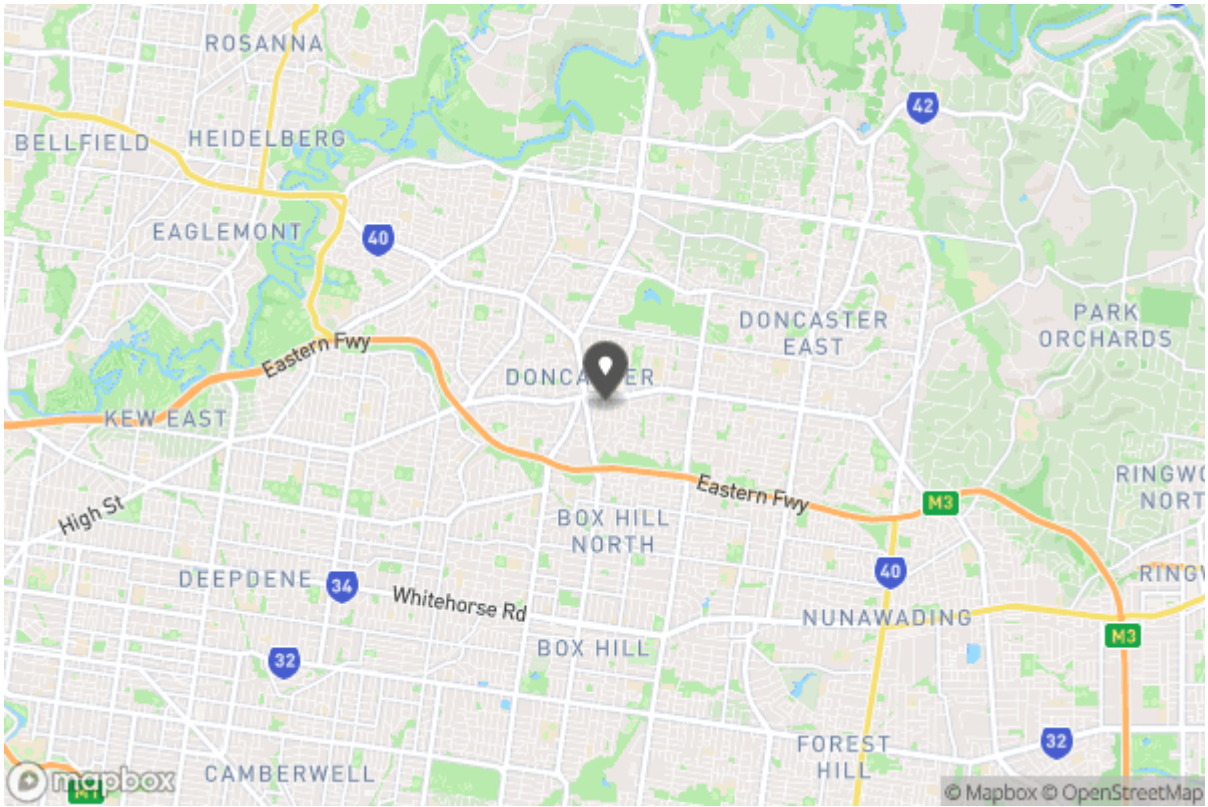 ROSANNA
42
BELLFIELD
HEIDELBERG
EAGLEMONT
40
PARK
ORCHARDS
DONCASTER
EAST
Eastern Fwy
DONCASTER
KEW EAST
RINGWO
NORT
Eastern Fwy
M3
High St
BOX HILL
NORTH
DEEPDENE
34
40
RINGW
Whitehorse Rd
NUNAWADING
M3
BOX HILL
32
FOREST
HILL
32
CAMBERWELL
mapbox
M1
© Mapbox © OpenStreetMap